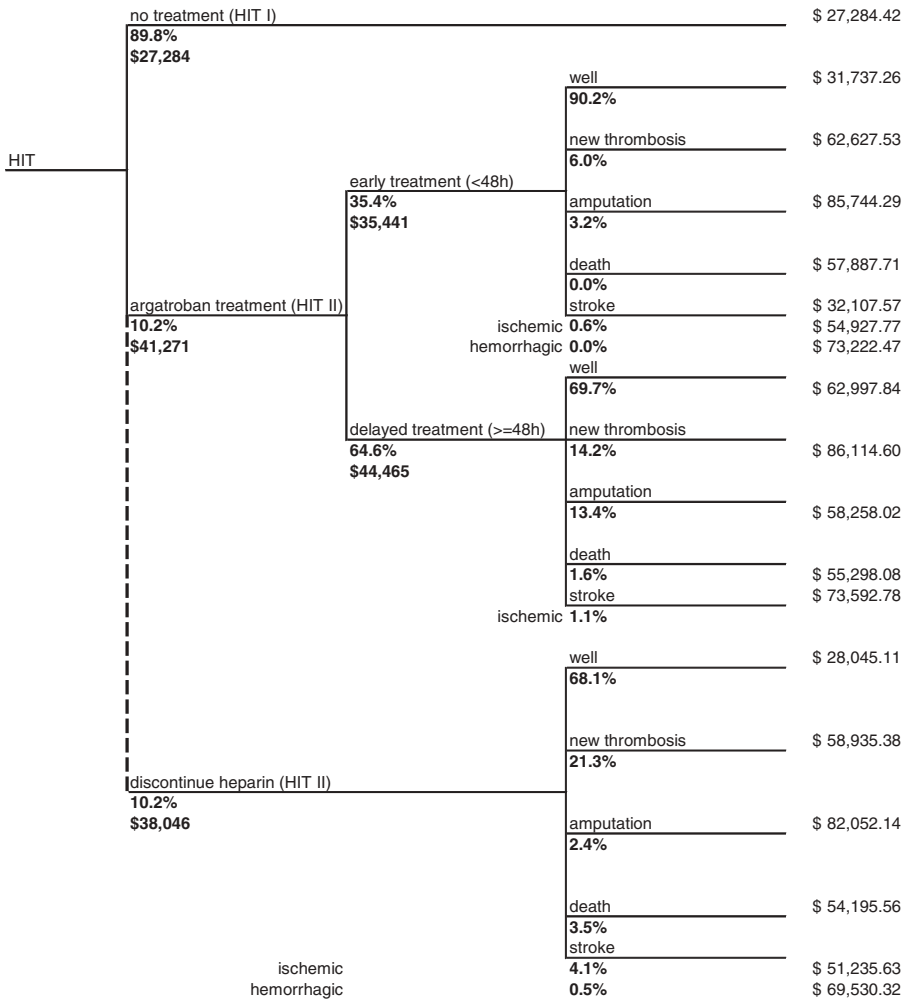 no treatment (HIT I) $ 27,284.42
89.8%
$27,284
well $ 31,737.26
90.2%
new thrombosis $ 62,627.53
6.0%
HIT
early treatment (<48h)
35.4%
$35,441
amputation $ 85,744.29
3.2%
death $ 57,887.71
0.0%
argatroban treatment (HIT II) stroke $ 32,107.57
10.2% ischemic 0.6% $ 54,927.77
$41,271 hemorrhagic 0.0% $ 73,222.47
well
69.7% $ 62,997.84
delayed treatment (>=48h) new thrombosis
64.6% 14.2% $ 86,114.60
$44,465
amputation
13.4% $ 58,258.02
death
1.6% $ 55,298.08
stroke $ 73,592.78
ischemic 1.1%
well $ 28,045.11
68.1%
new thrombosis $ 58,935.38
21.3%
discontinue heparin (HIT II)
10.2%
$38,046
amputation $ 82,052.14
2.4%
death $ 54,195.56
3.5%
stroke
ischemic 4.1% $ 51,235.63
hemorrhagic 0.5% $ 69,530.32